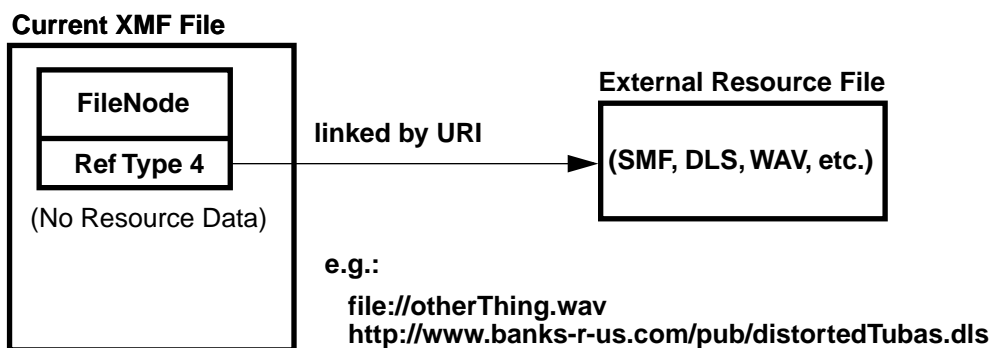 Current XMF File
FileNode
Ref Type 4
(No Resource Data)
linked by URI
External Resource File
(SMF, DLS, WAV, etc.)
e.g.:
file://otherThing.wav
http://www.banks-r-us.com/pub/distortedTubas.dls